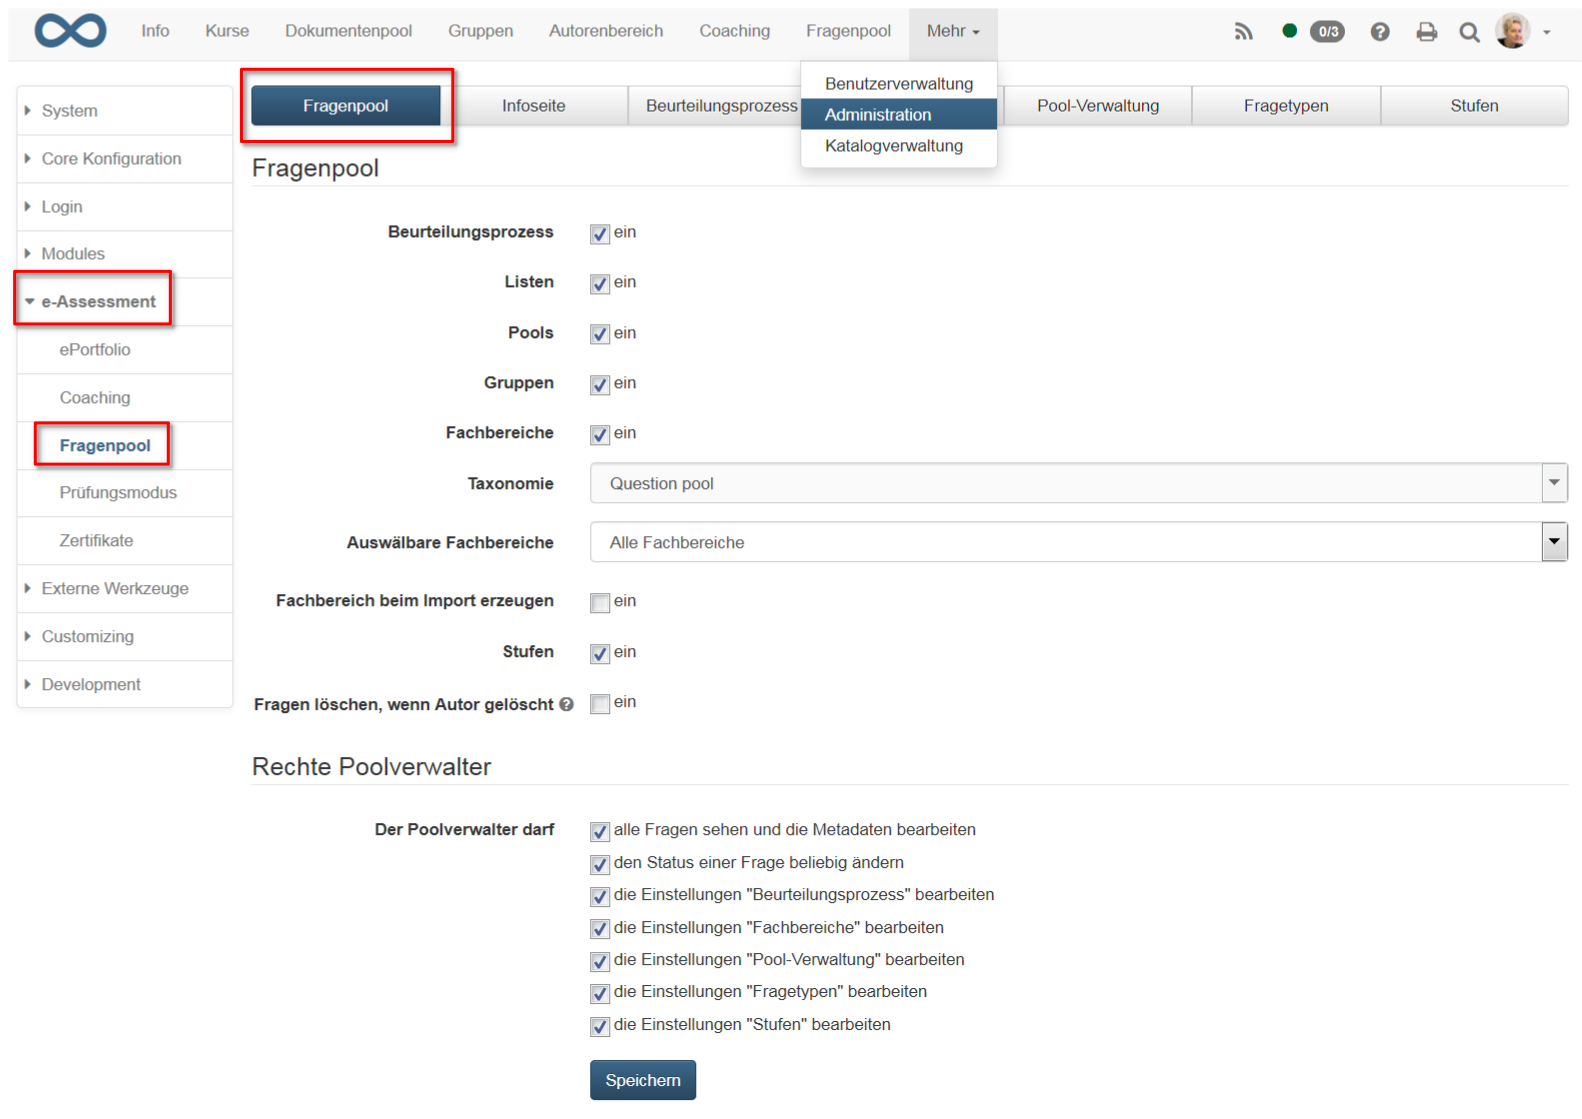 Info Kurse Dokumentenpool Gruppen Autorenbereich Coaching Fragenpool Mehr 0/3
Benutzerverwaltung
Administration
Katalogverwaltung
Fragenpool Infoseite Beurteilungsprozess Pool-Verwaltung Fragetypen Stufen
System
Core Konfiguration
Login
Modules
e-Assessment
ePortfolio
Coaching
Fragenpool
Prüfungsmodus
Zertifikate
Externe Werkzeuge
Customizing
Development
Fragenpool
Beurteilungsprozess ein
Listen ein
Pools ein
Gruppen ein
Fachbereiche ein
Taxonomie Question pool
Auswälbare Fachbereiche Alle Fachbereiche
Fachbereich beim Import erzeugen ein
Stufen ein
Fragen löschen, wenn Autor gelöscht ein
Rechte Poolverwalter
Der Poolverwalter darf alle Fragen sehen und die Metadaten bearbeiten
den Status einer Frage beliebig ändern
die Einstellungen "Beurteilungsprozess" bearbeiten
die Einstellungen "Fachbereiche" bearbeiten
die Einstellungen "Pool-Verwaltung" bearbeiten
die Einstellungen "Fragetypen" bearbeiten
die Einstellungen "Stufen" bearbeiten
Speichern